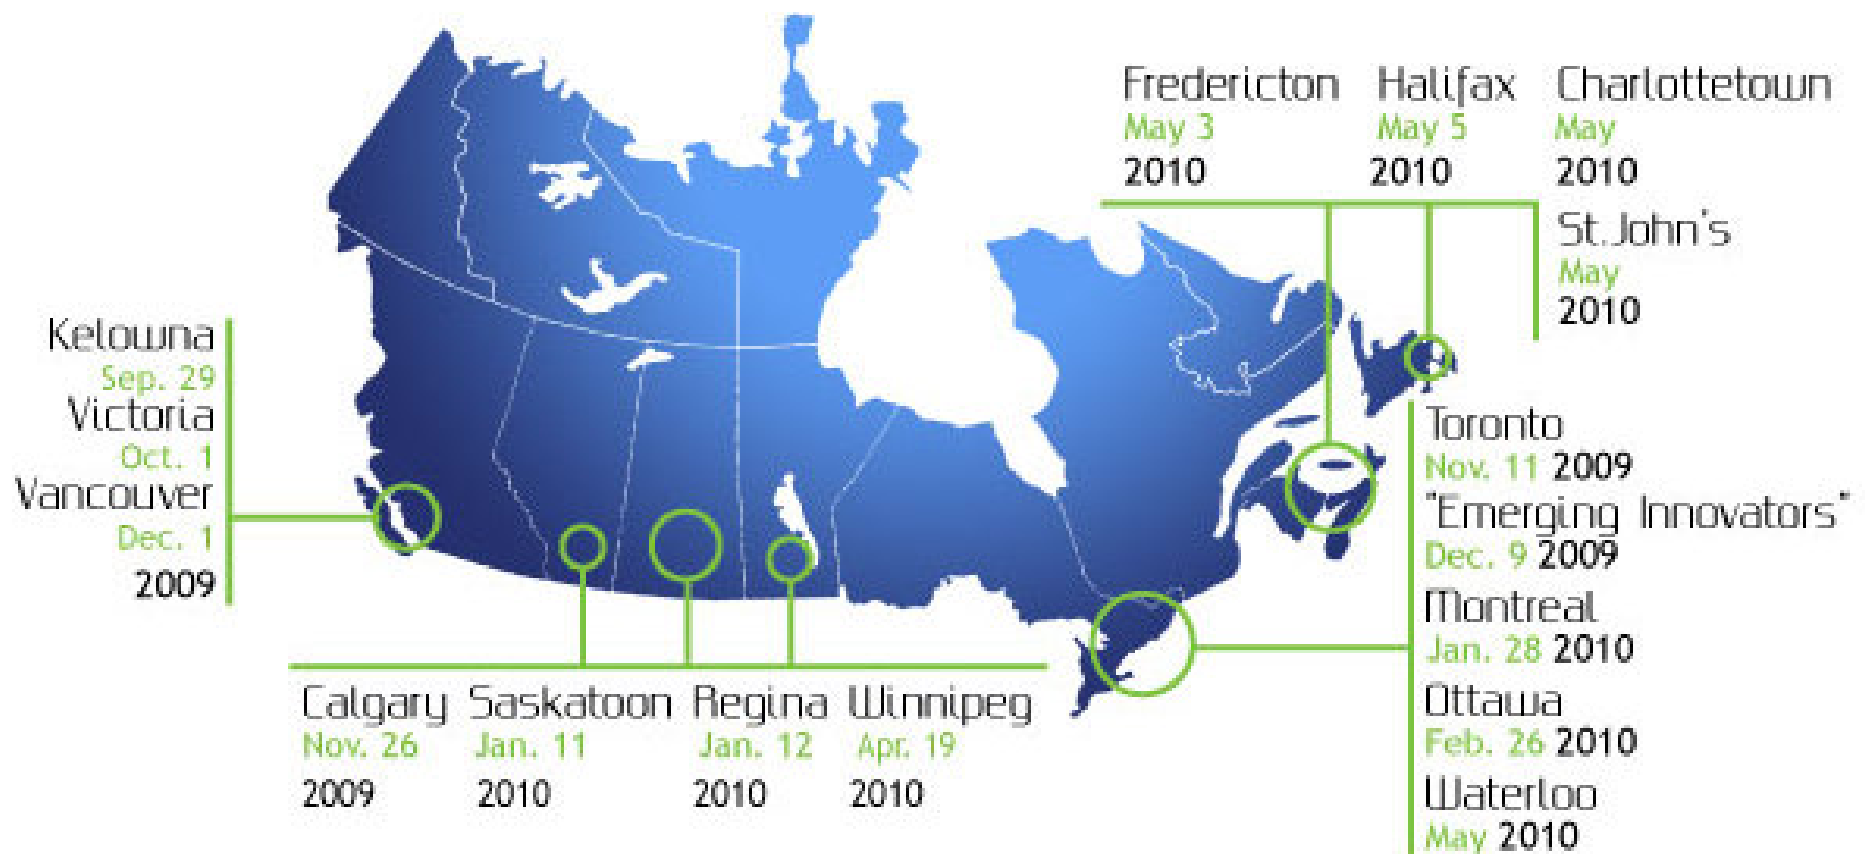 Fredericton
May 3
2010
Halifax
May 5
2010
Charlottetown
May
2010
St.John's
May
2010
Kelowna
Sep. 29
Victoria
Oct. 1
Vancouver
Dec. 1
2009
Calgary
Nov. 26
2009
Saskatoon
Jan. 11
2010
Regina
Jan. 12
2010
Winnipeg
Apr. 19
2010
Toronto
Nov. 11 2009
"Emerging Innovators"
Dec. 9 2009
Montreal
Jan. 28 2010
Ottawa
Feb. 26 2010
Waterloo
May 2010